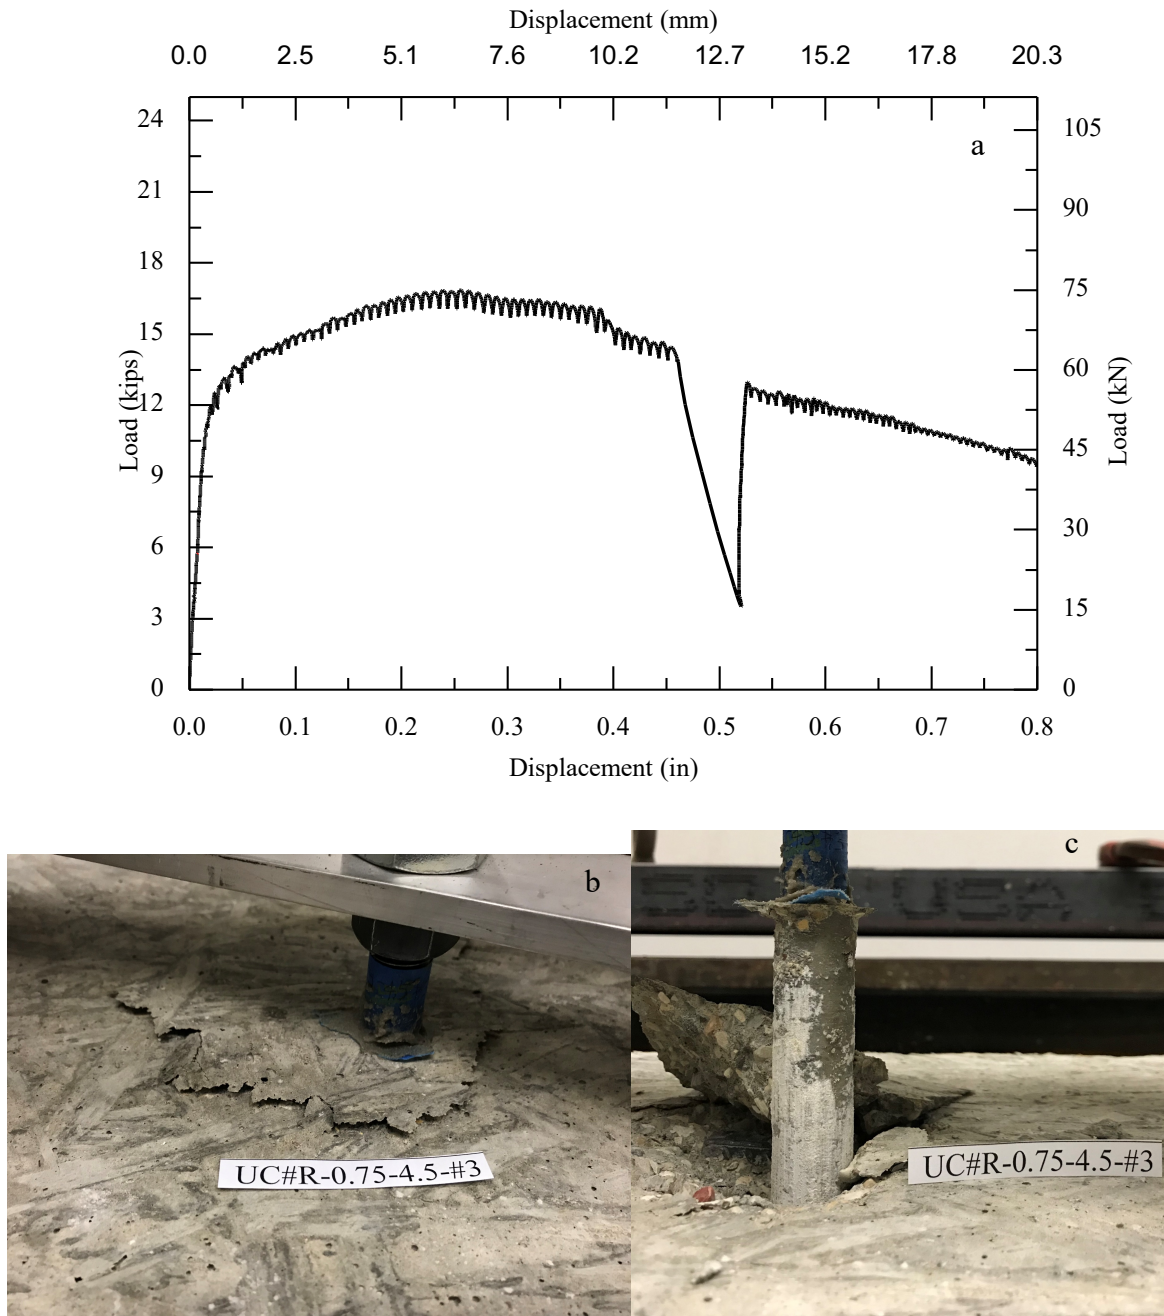 Displacement (mm)
0.0 2.5 5.1 7.6 10.2 12.7 15.2 17.8 20.3
a
24
21
18
15
12
9
6
3
0
Load (kips)
105
90
75
60
45
30
15
0
Load (kN)
0.0 0.1 0.2 0.3 0.4 0.5 0.6 0.7 0.8
Displacement (in)
b
UC#R-0.75-4.5-#3
c
USA
UC#R-0.75-4.5-#3